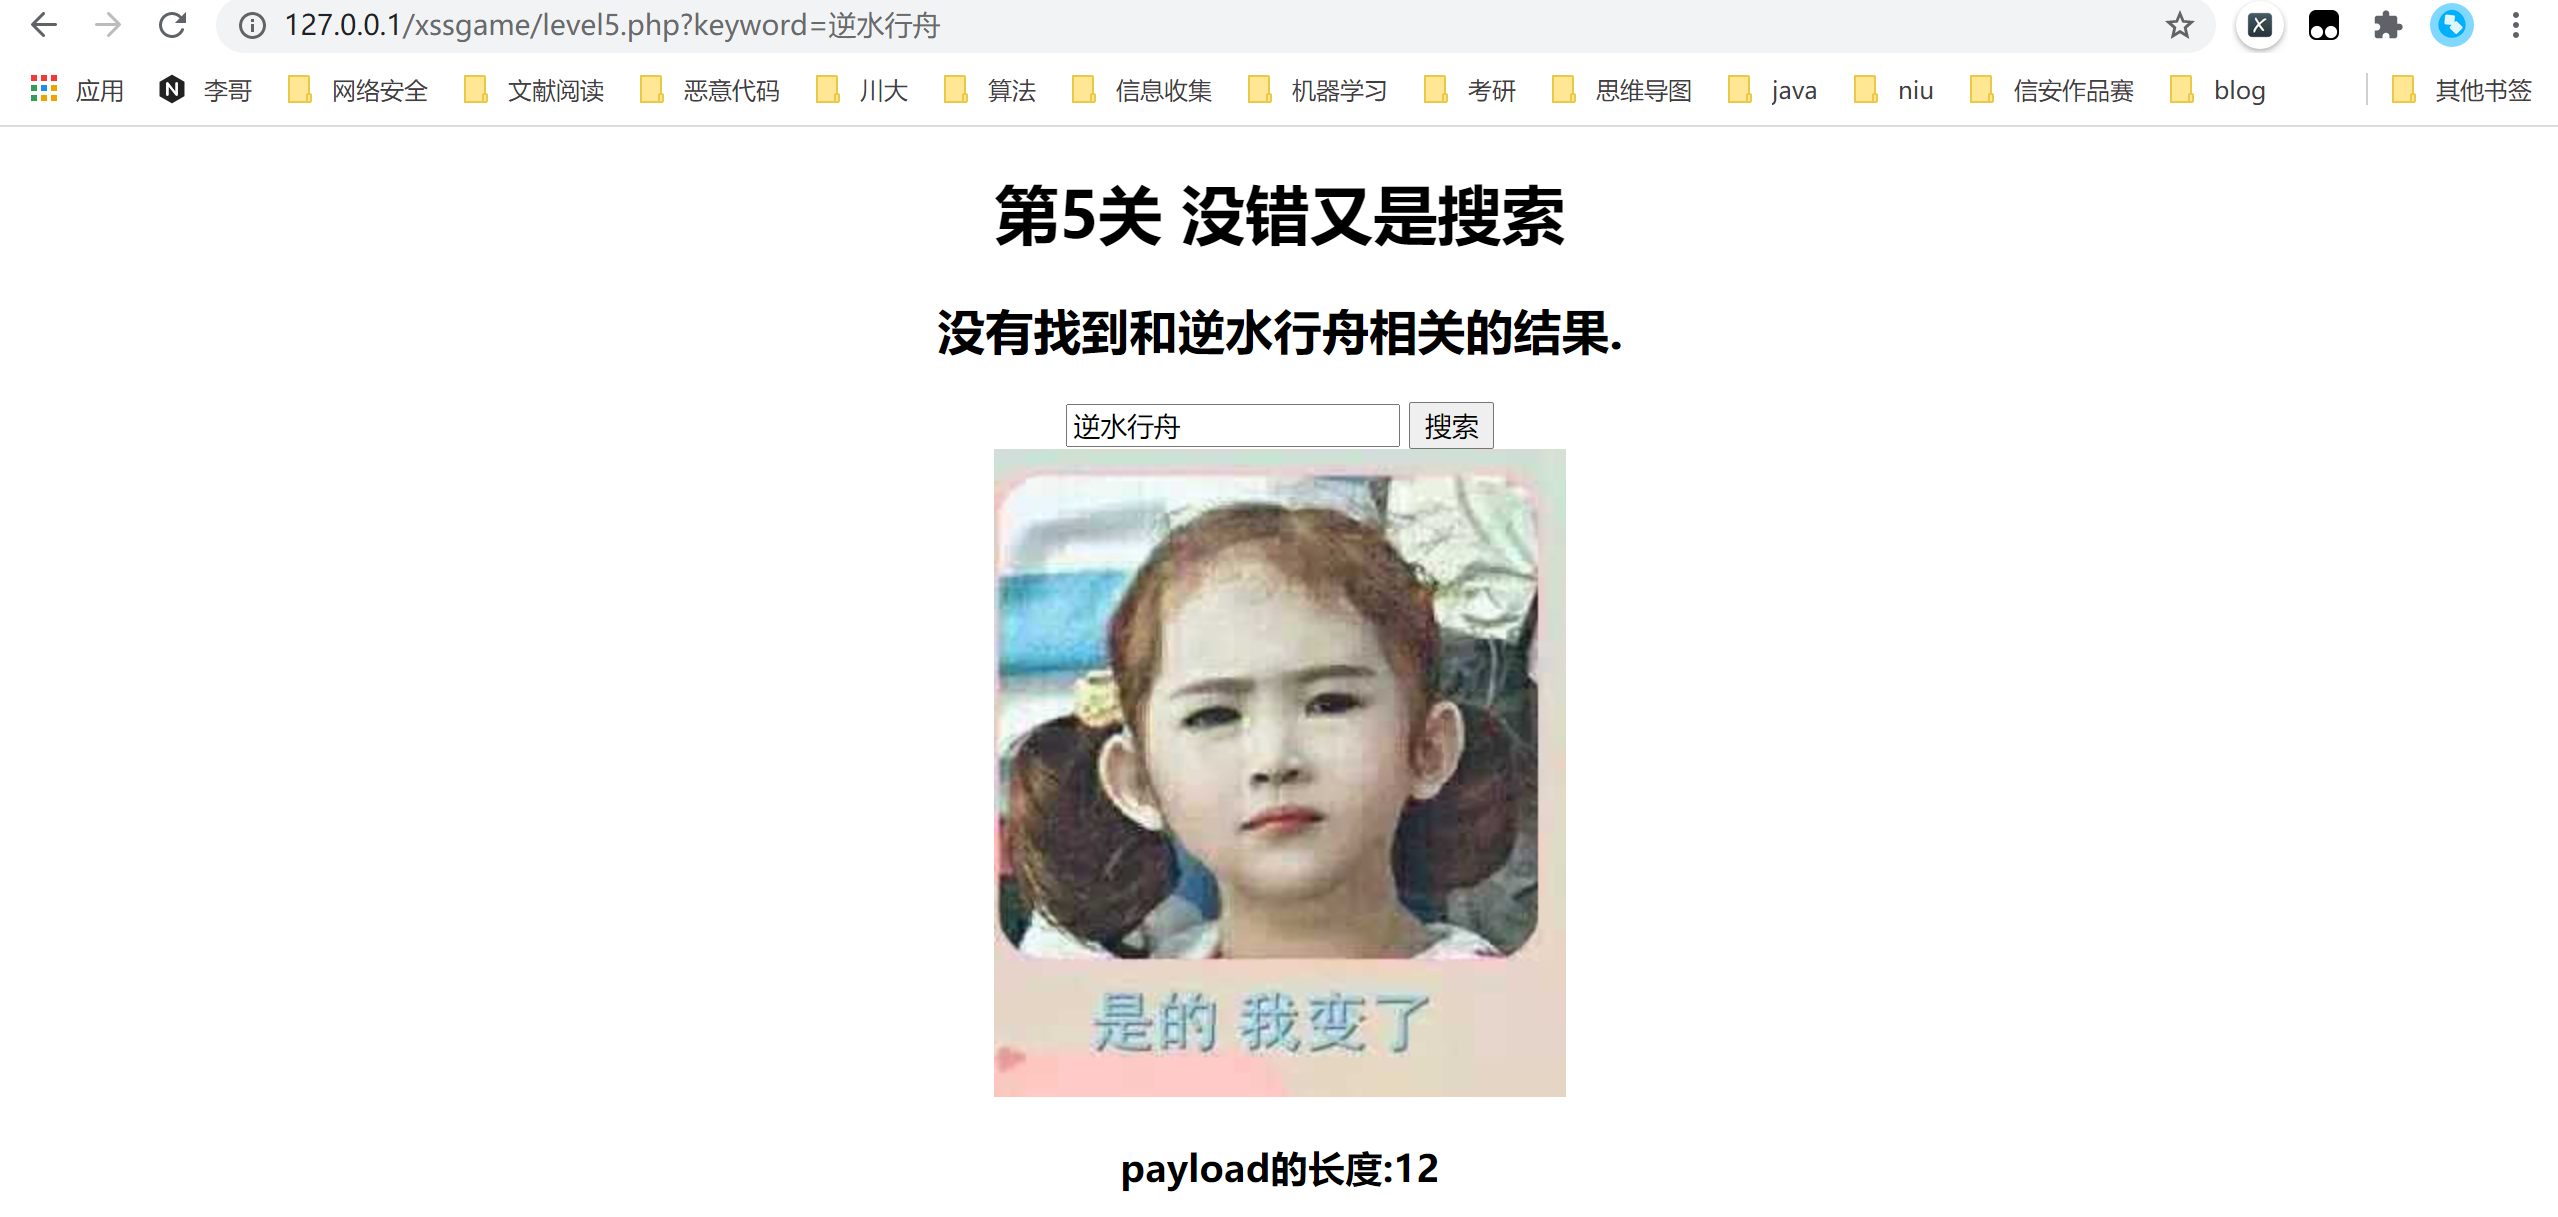 127.0.0.1/xssgame/level5.php?keyword=逆水行舟
应用 李哥 网络安全 文献阅读 恶意代码 川大 算法 信息收集 机器学习 考研 思维导图 java niu 信安作品赛 blog 其他书签
第5关 没错又是搜索
没有找到和逆水行舟相关的结果.
逆水行舟 搜索
是的 我变了
payload的长度:12